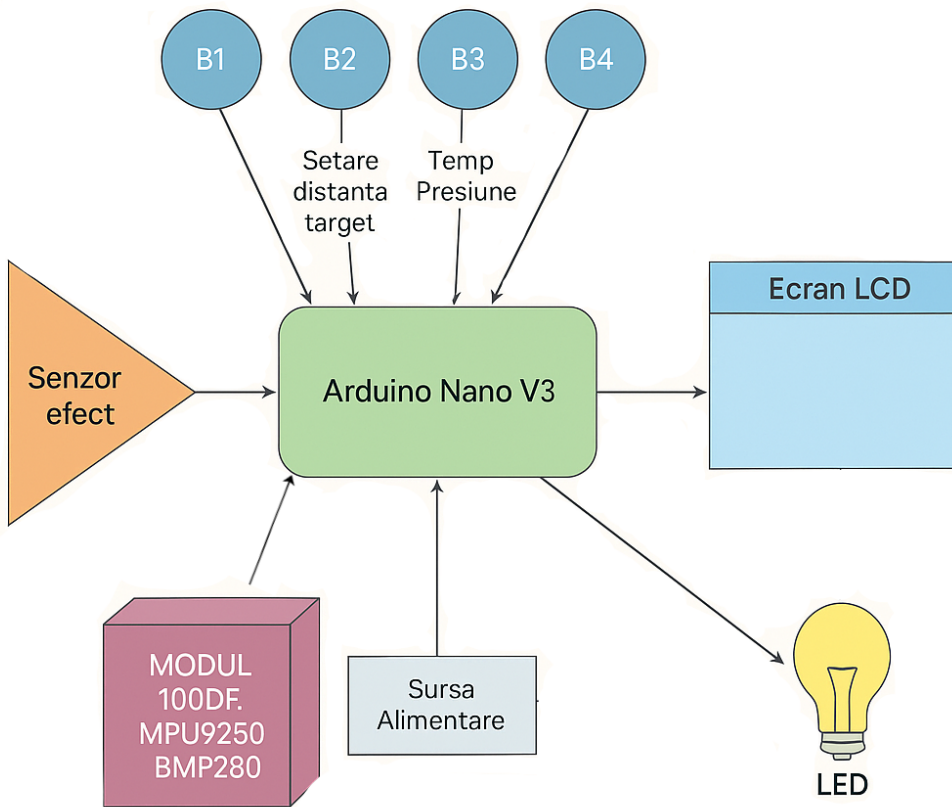 B1
B2
B3
B4
Setare
distanta
target
Temp
Presiune
Ecran LCD
Senzor
efect
Arduino Nano V3
MODUL
100DF.
MPU9250
BMP280
Sursa
Alimentare
LED